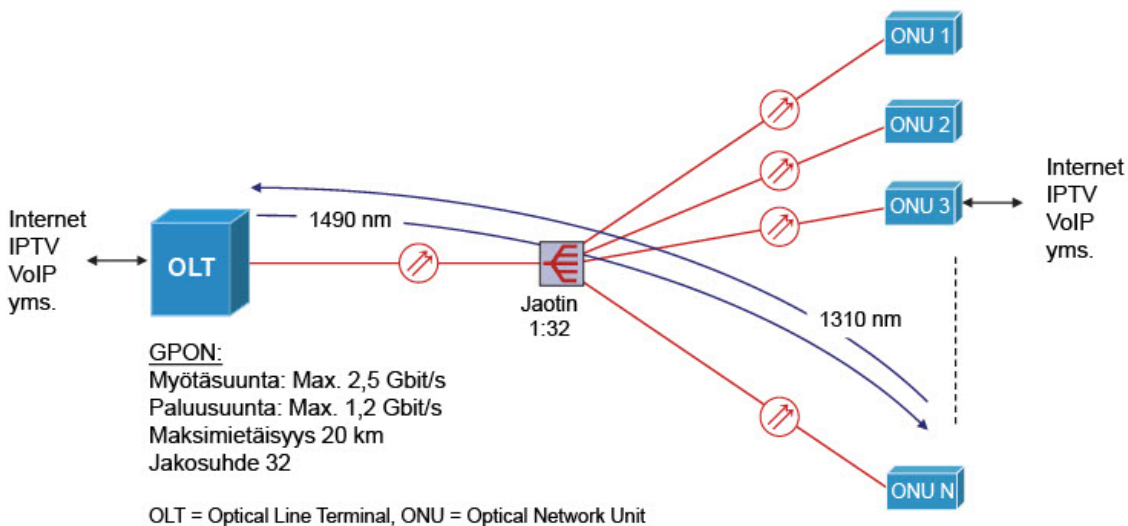 ONU 1
ONU 2
ONU 3
ONU N
Internet
IPTV
VoIP
yms.
OLT
1490 nm
Jaotin
1:32
1310 nm
Internet
IPTV
VoIP
yms.
GPON:
Myötäsuunta: Max. 2,5 Gbit/s
Paluusuunta: Max. 1,2 Gbit/s
Maksimietäisyys 20 km
Jakosuhde 32
OLT = Optical Line Terminal, ONU = Optical Network Unit